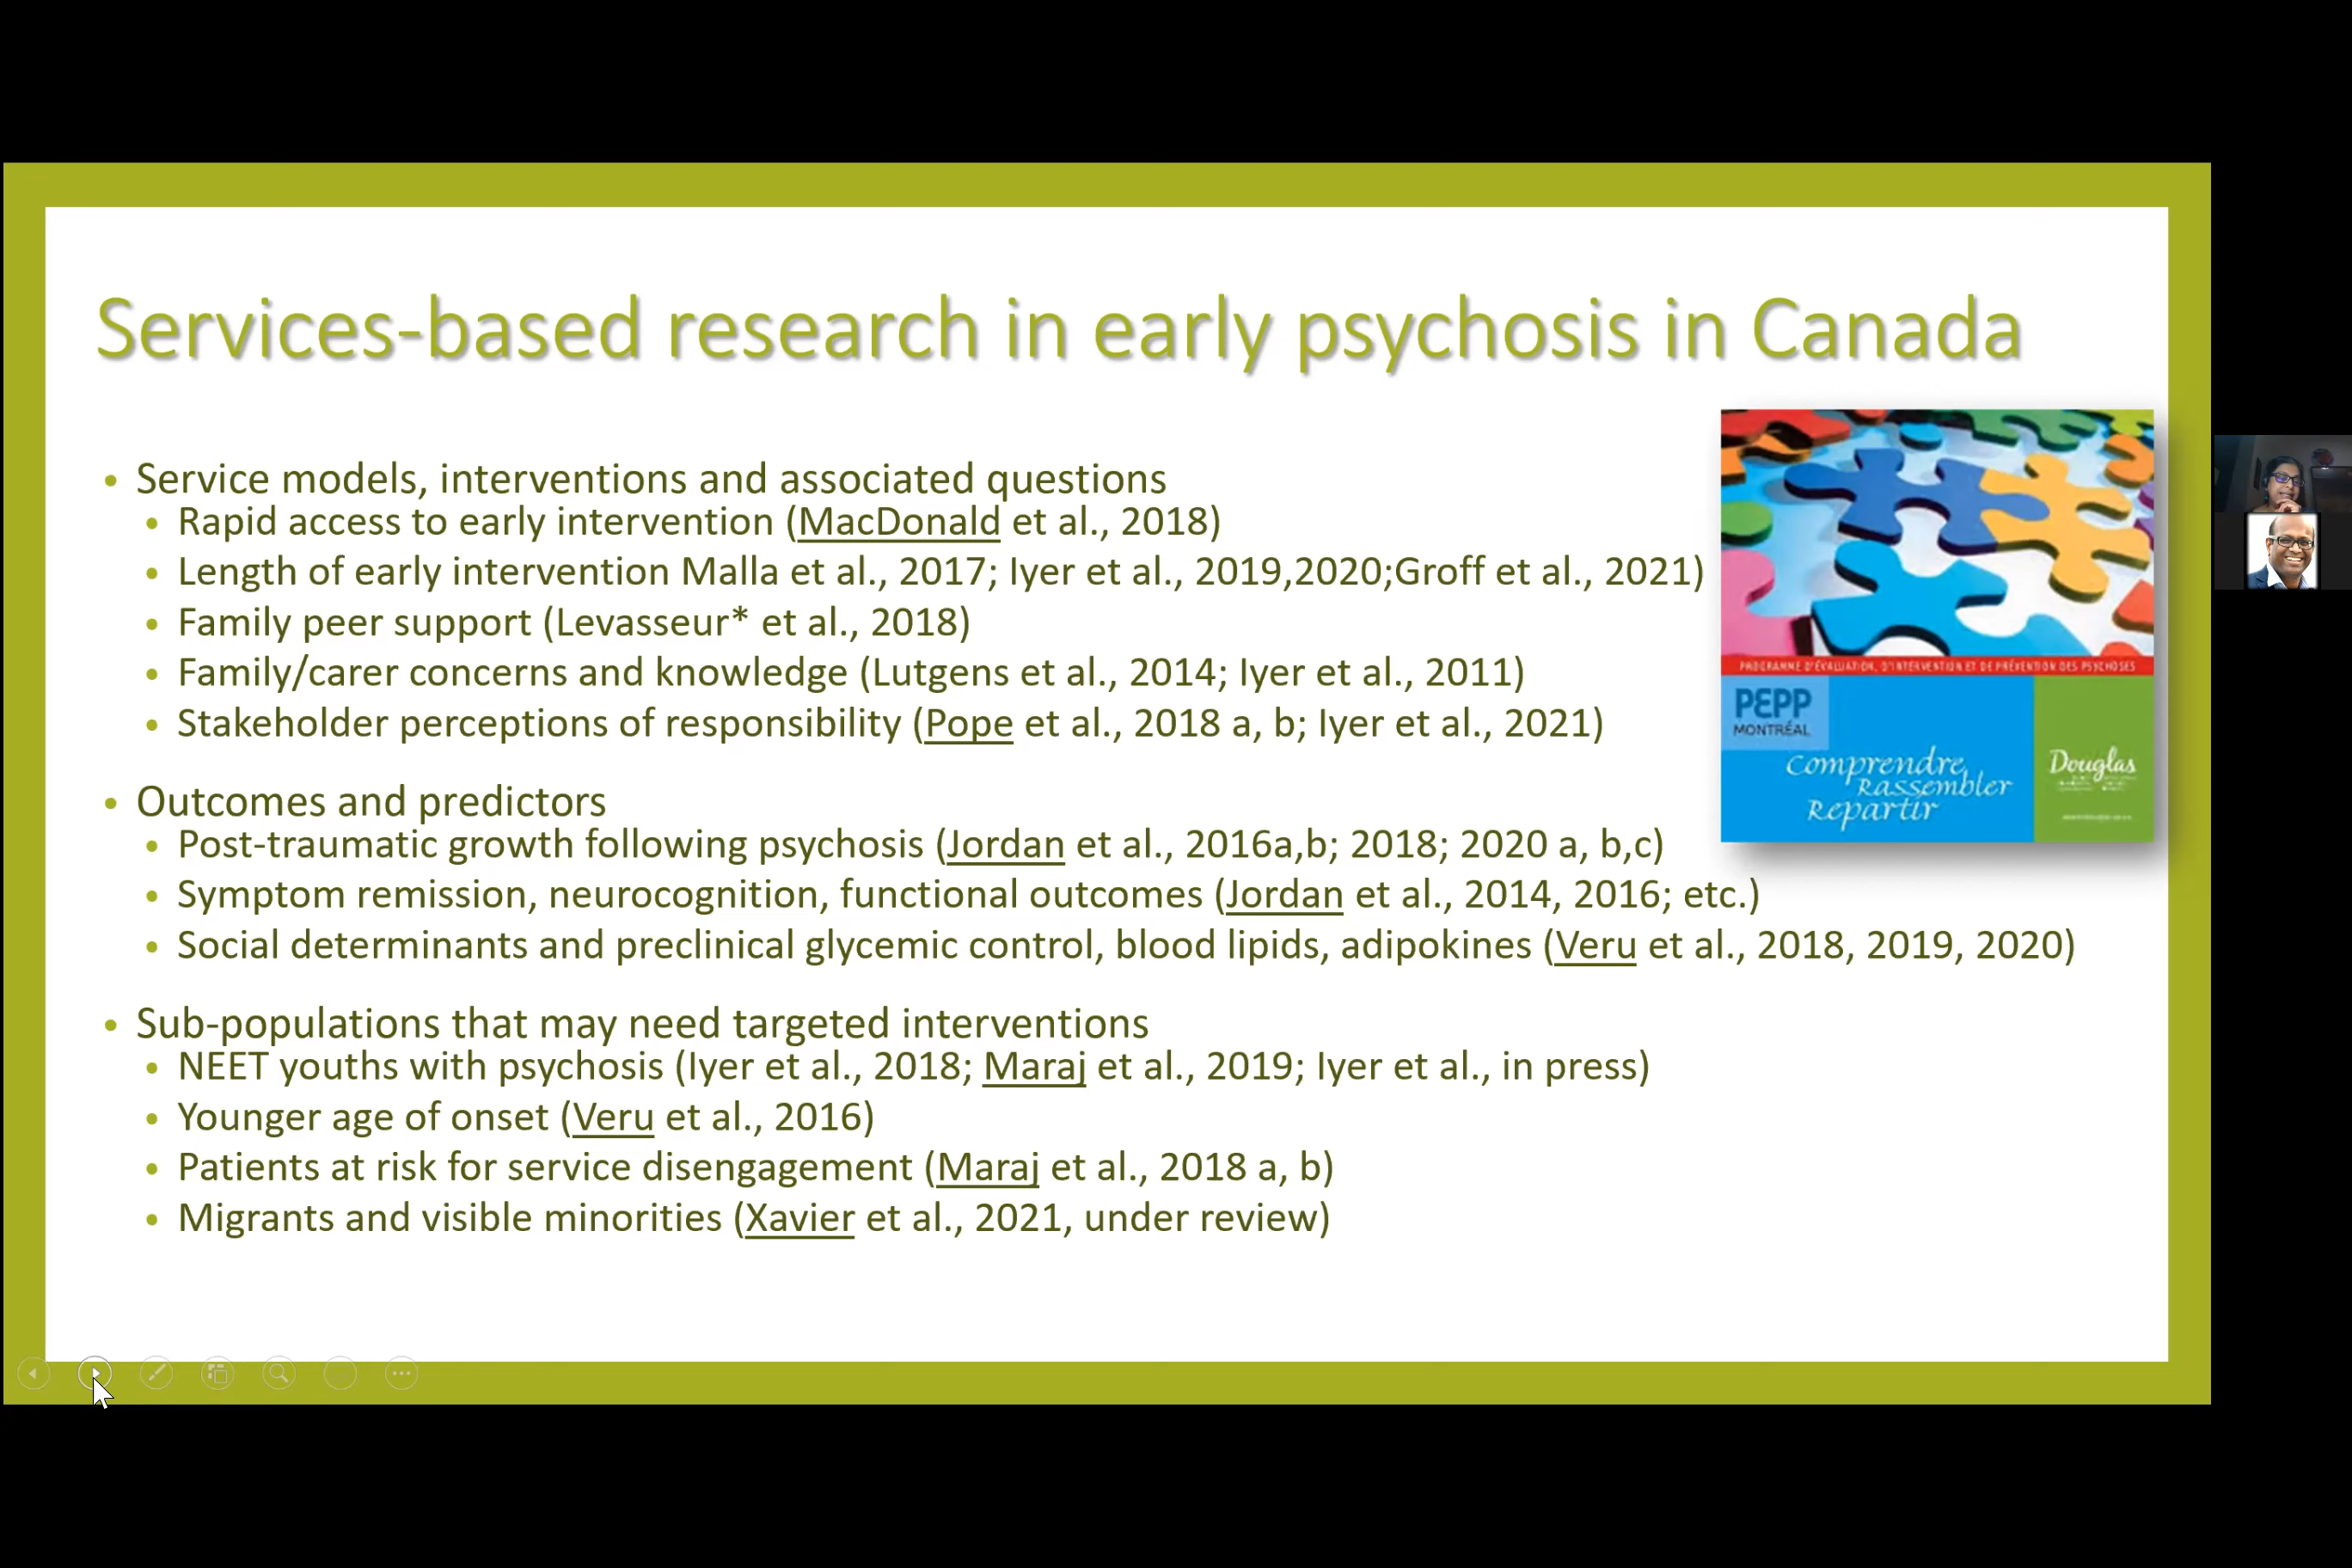 Services-based research in early psychosis in Canada
• Service models, interventions and associated questions
• Rapid access to early intervention (MacDonald et al., 2018)
• Length of early intervention Malla et al., 2017; Iyer et al., 2019,2020;Groff et al., 2021)
• Family peer support (Levasseur* et al., 2018)
• Family/carer concerns and knowledge (Lutgens et al., 2014; Iyer et al., 2011)
• Stakeholder perceptions of responsibility (Pope et al., 2018 a, b; Iyer et al., 2021)
• Outcomes and predictors
• Post-traumatic growth following psychosis (Jordan et al., 2016a,b; 2018; 2020 a, b,c)
• Symptom remission, neurocognition, functional outcomes (Jordan et al., 2014, 2016; etc.)
• Social determinants and preclinical glycemic control, blood lipids, adipokines (Veru et al., 2018, 2019, 2020)
• Sub-populations that may need targeted interventions
• NEET youths with psychosis (Iyer et al., 2018; Maraj et al., 2019; Iyer et al., in press)
• Younger age of onset (Veru et al., 2016)
• Patients at risk for service disengagement (Maraj et al., 2018 a, b)
• Migrants and visible minorities (Xavier et al., 2021, under review)
PROGRAMME D'ÉVALUATION, D'INTERVENTION ET DE PRÉVENTION DES PSYCHOSES
PEPP
MONTRÉAL
Comprendre
Rassembler
Repartir
Douglas